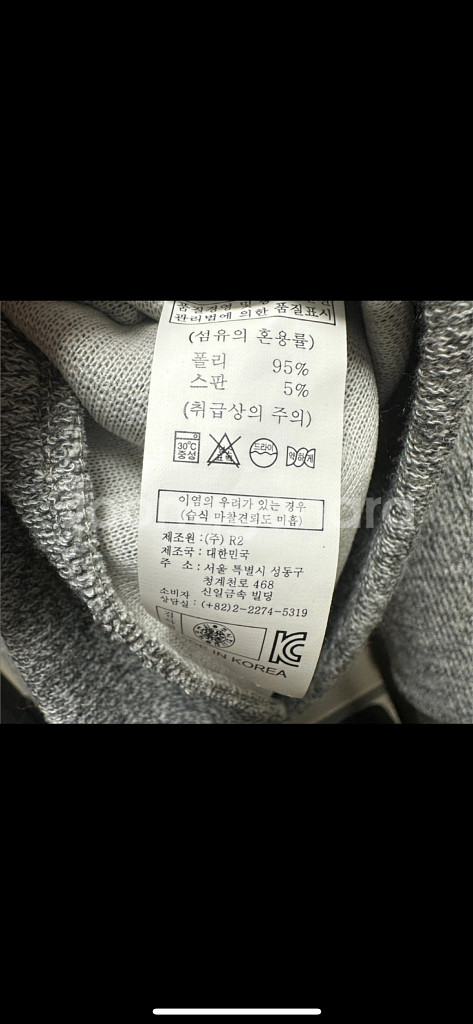 관리법에 의한 품질표시
(섬유의 혼용률)
폴리 95%
스판 5%
(취급상의 주의)
30℃
중성
드라이
약하게
이염의 우려가 있는 경우
(습식 마찰견뢰도 미흡)
제조원 : (주) R2
제조국 : 대한민국
주 소 : 서울 특별시 성동구
청계천로 468
신일금속 빌딩
소비자
상담실 : (+82)2-2274-5319
IN KOREA